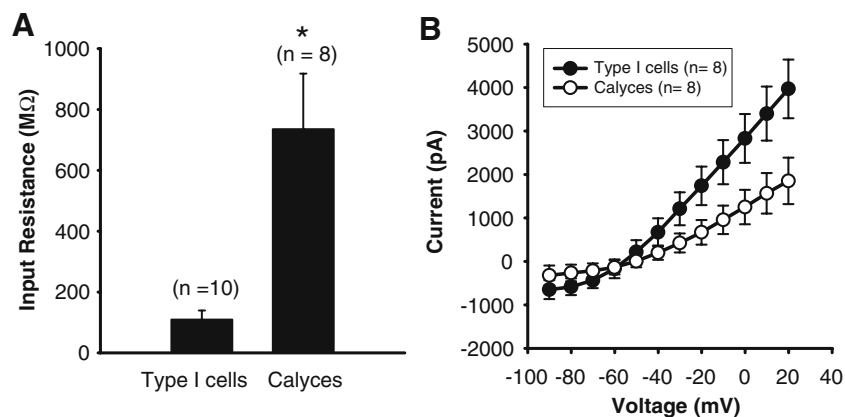 A
*
(n = 8)
(n =10)
Input Resistance (MΩ)
1000
800
600
400
200
0
Type I cells
Calyces
B
Type I cells (n= 8)
Calyces (n= 8)
Current (pA)
5000
4000
3000
2000
1000
0
-1000
-2000
-100 -80 -60 -40 -20 0 20 40
Voltage (mV)